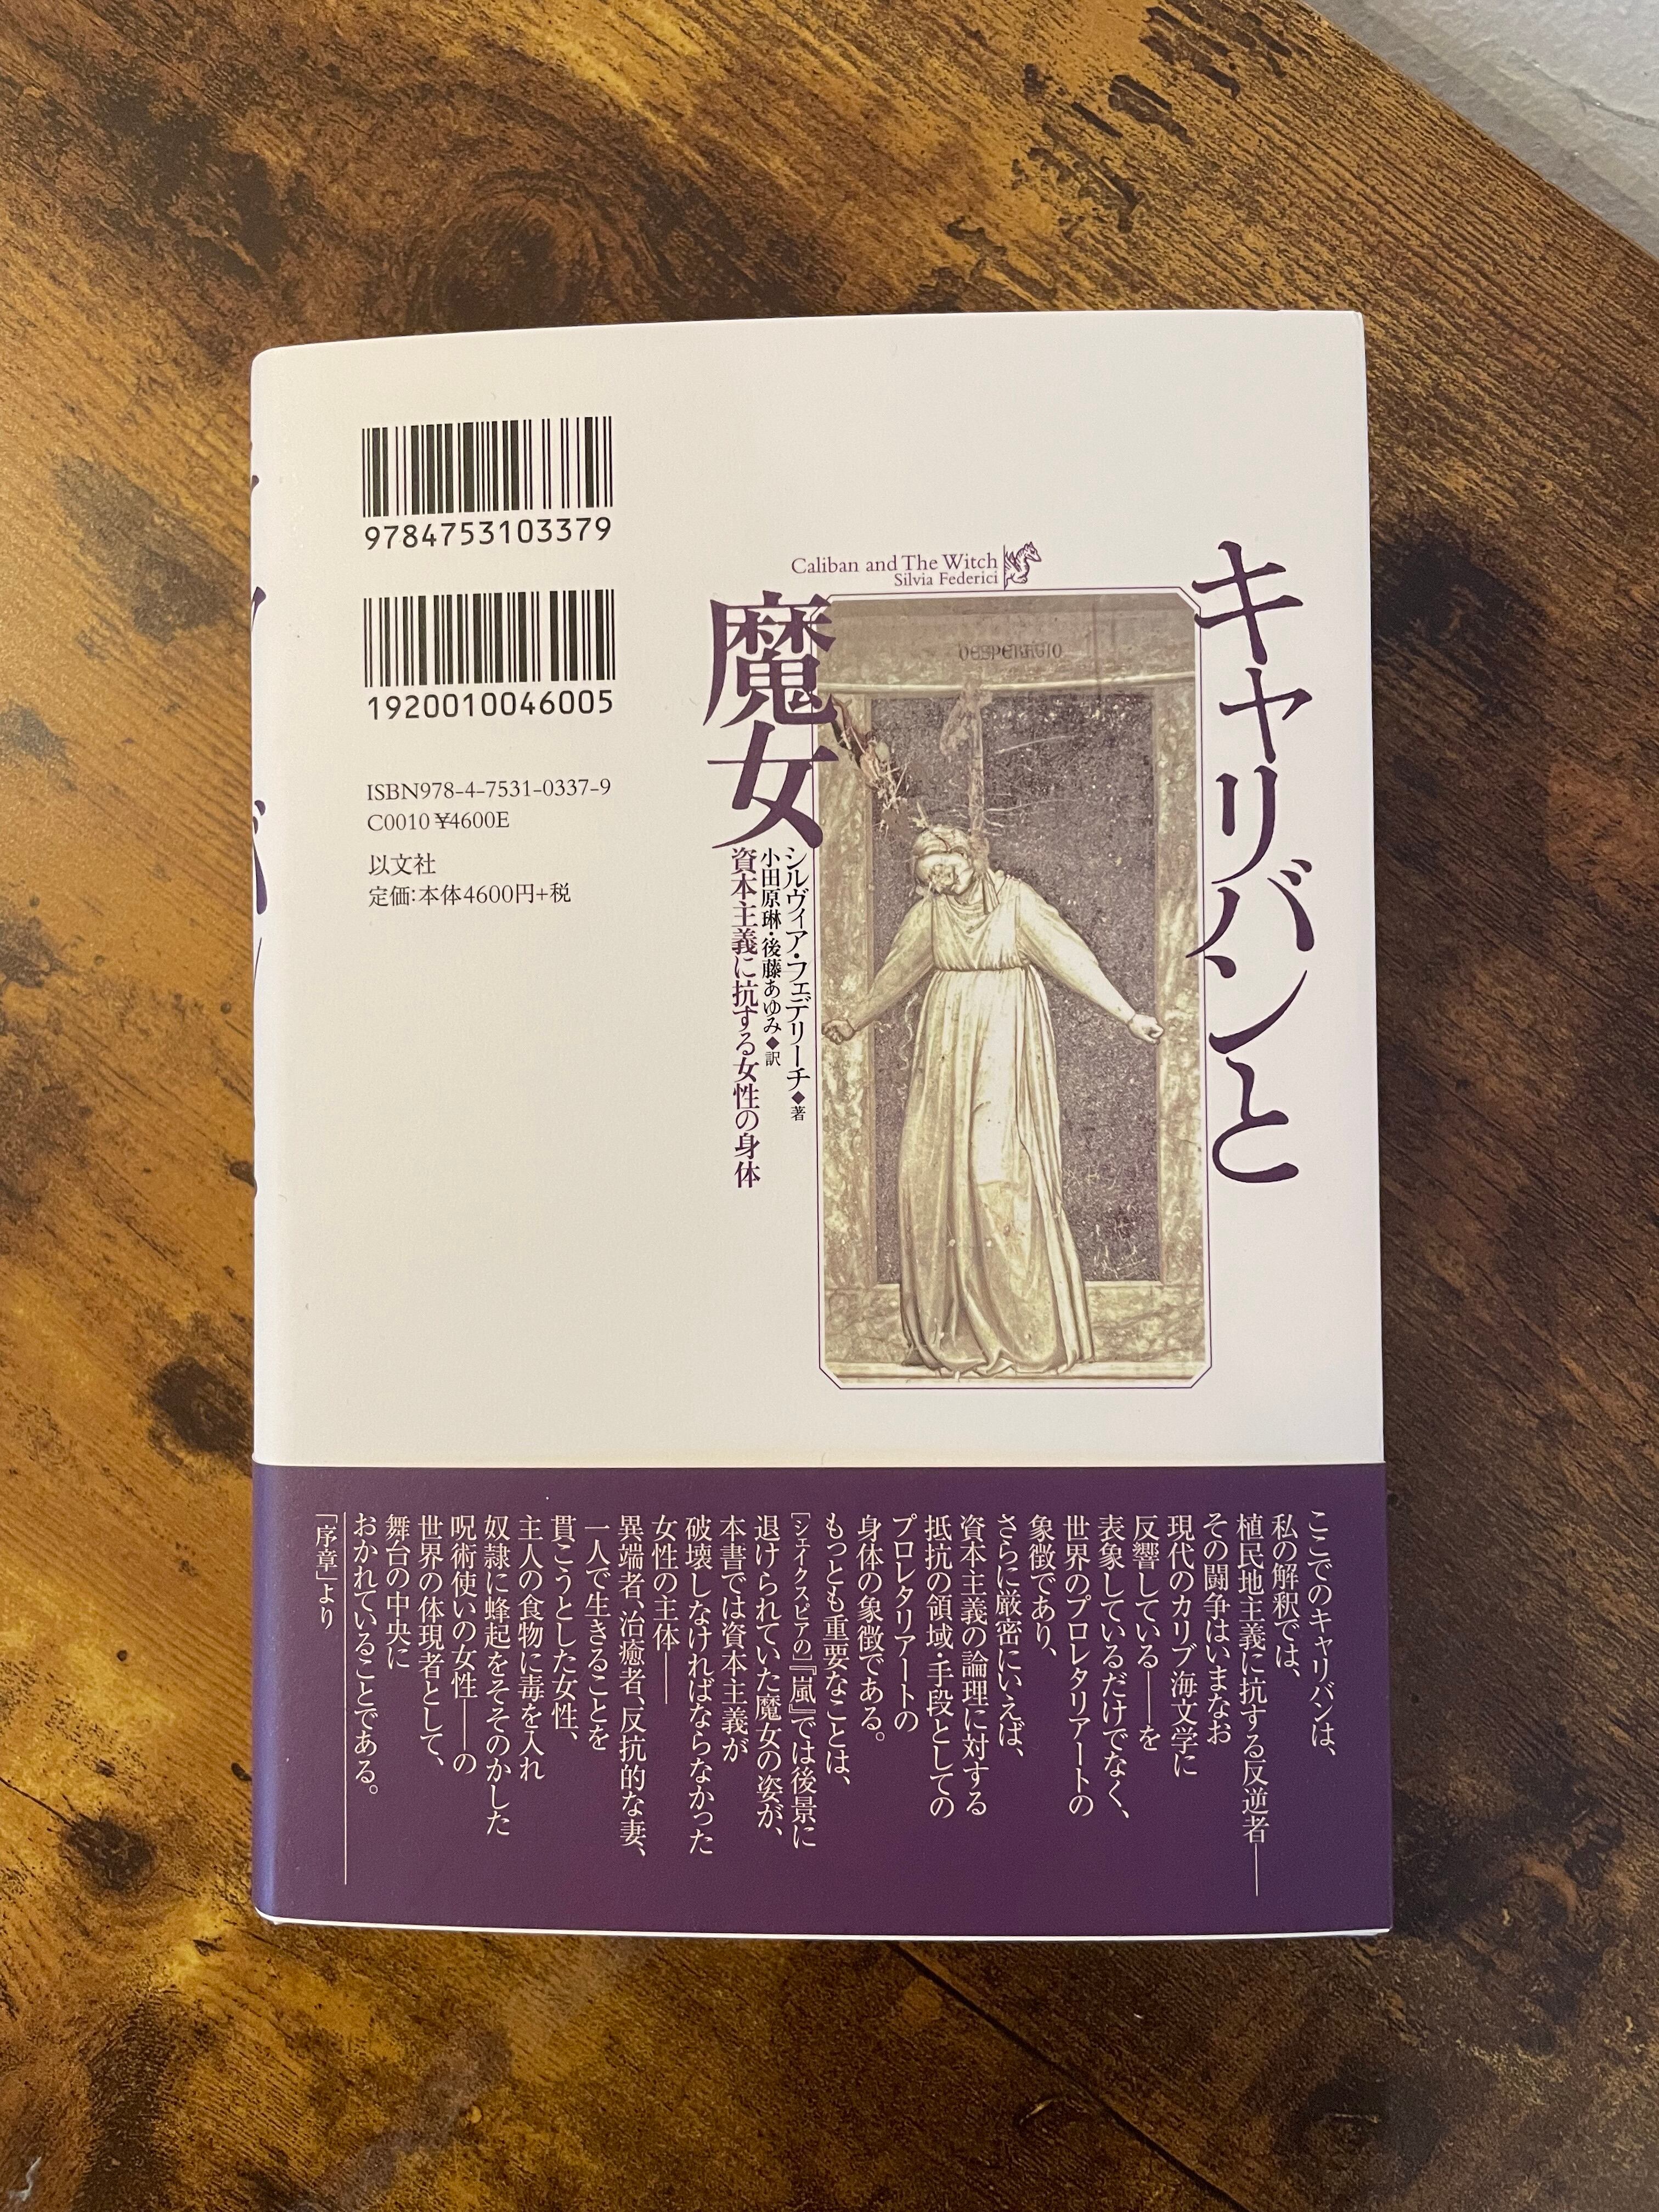 9784753103379
1920010046005
ISBN978-4-7531-0337-9
C0010 ¥4600E
以文社
定価:本体4600円+税
Caliban and The Witch
Silvia Federici
キャリバンと
魔女
シルヴィア・フェデリーチ◆著
小田原琳・後藤あゆみ◆訳
資本主義に抗する女性の身体
ここでのキャリバンは、
私の解釈では、
植民地主義に抗する反逆者――
その闘争はいまなお
現代のカリブ海文学に
反響している――を
表象しているだけでなく、
世界のプロレタリアートの
象徴であり、
さらに厳密にいえば、
資本主義の論理に対する
抵抗の領域・手段としての
プロレタリアートの
身体の象徴である。
もっとも重要なことは、
[シェイクスピアの]『嵐』では後景に
退けられていた魔女の姿が、
本書では資本主義が
破壊しなければならなかった
女性の主体――
異端者、治癒者、反抗的な妻、
一人で生きることを
貫こうとした女性、
主人の食物に毒を入れ
奴隷に蜂起をそそのかした
呪術使いの女性――の
世界の体現者として、
舞台の中央に
おかれていることである。
「序章」より